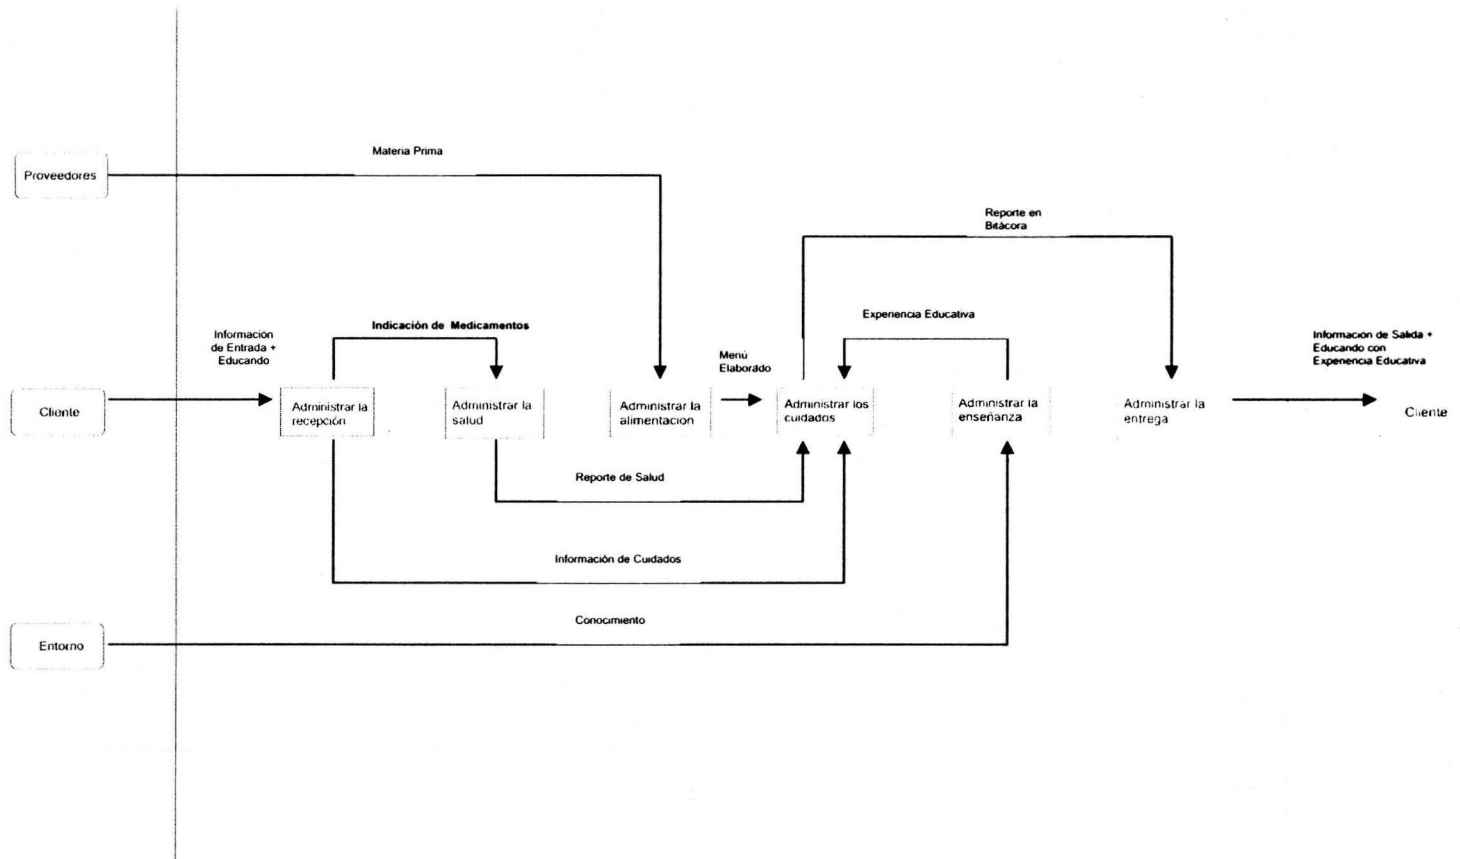 Materia Prima
Proveedores
Reporte en
Bitácora
Indicación de Medicamentos
Experiencia Educativa
Información
de Entrada +
Educando
Menú
Elaborado
Información de Salida +
Educando con
Experiencia Educativa
Cliente
Administrar la
recepción
Administrar la
salud
Administrar la
alimentación
Administrar los
cuidados
Administrar la
enseñanza
Administrar la
entrega
Cliente
Reporte de Salud
Información de Cuidados
Conocimiento
Entorno